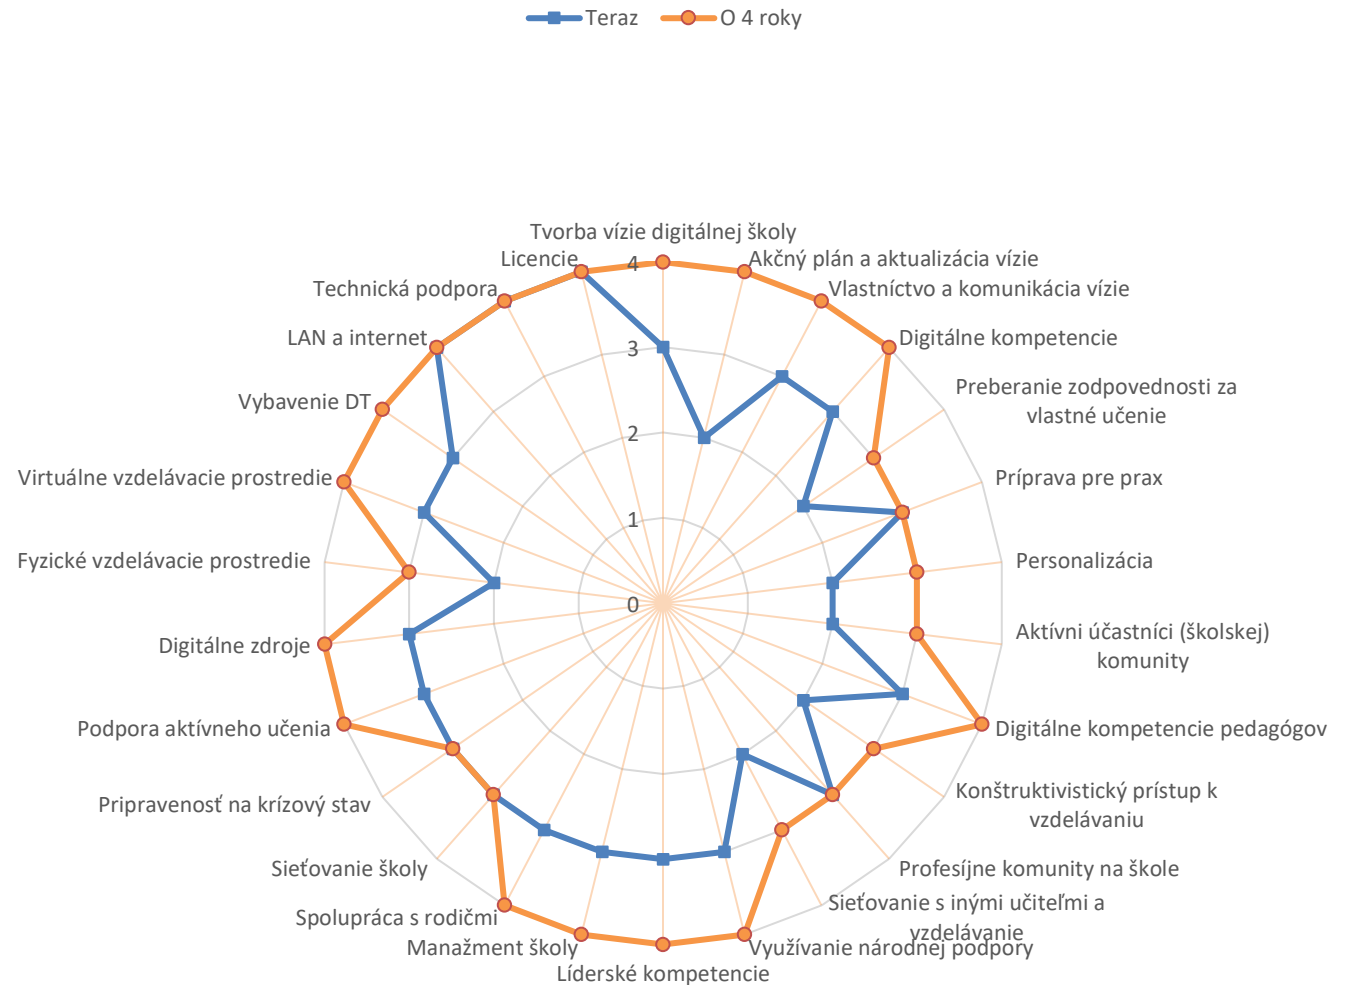 Teraz
O 4 roky
Tvorba vízie digitálnej školy
Akčný plán a aktualizácia vízie
Vlastníctvo a komunikácia vízie
Digitálne kompetencie
Preberanie zodpovednosti za
vlastné učenie
Príprava pre prax
Personalizácia
Aktívni účastníci (školskej)
komunity
Digitálne kompetencie pedagógov
Konštruktivistický prístup k
vzdelávaniu
Profesíjne komunity na škole
Sieťovanie s inými učiteľmi a
vzdelávanie
Využívanie národnej podpory
Líderské kompetencie
Manažment školy
Spolupráca s rodičmi
Sieťovanie školy
Pripravenosť na krízový stav
Podpora aktívneho učenia
Digitálne zdroje
Fyzické vzdelávacie prostredie
Virtuálne vzdelávacie prostredie
Vybavenie DT
LAN a internet
Technická podpora
Licencie
4
3
2
1
0